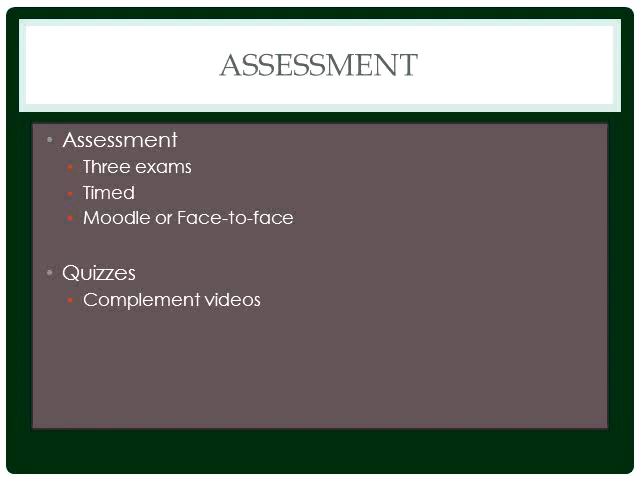 ASSESSMENT
• Assessment
• Three exams
• Timed
• Moodle or Face-to-face
• Quizzes
• Complement videos